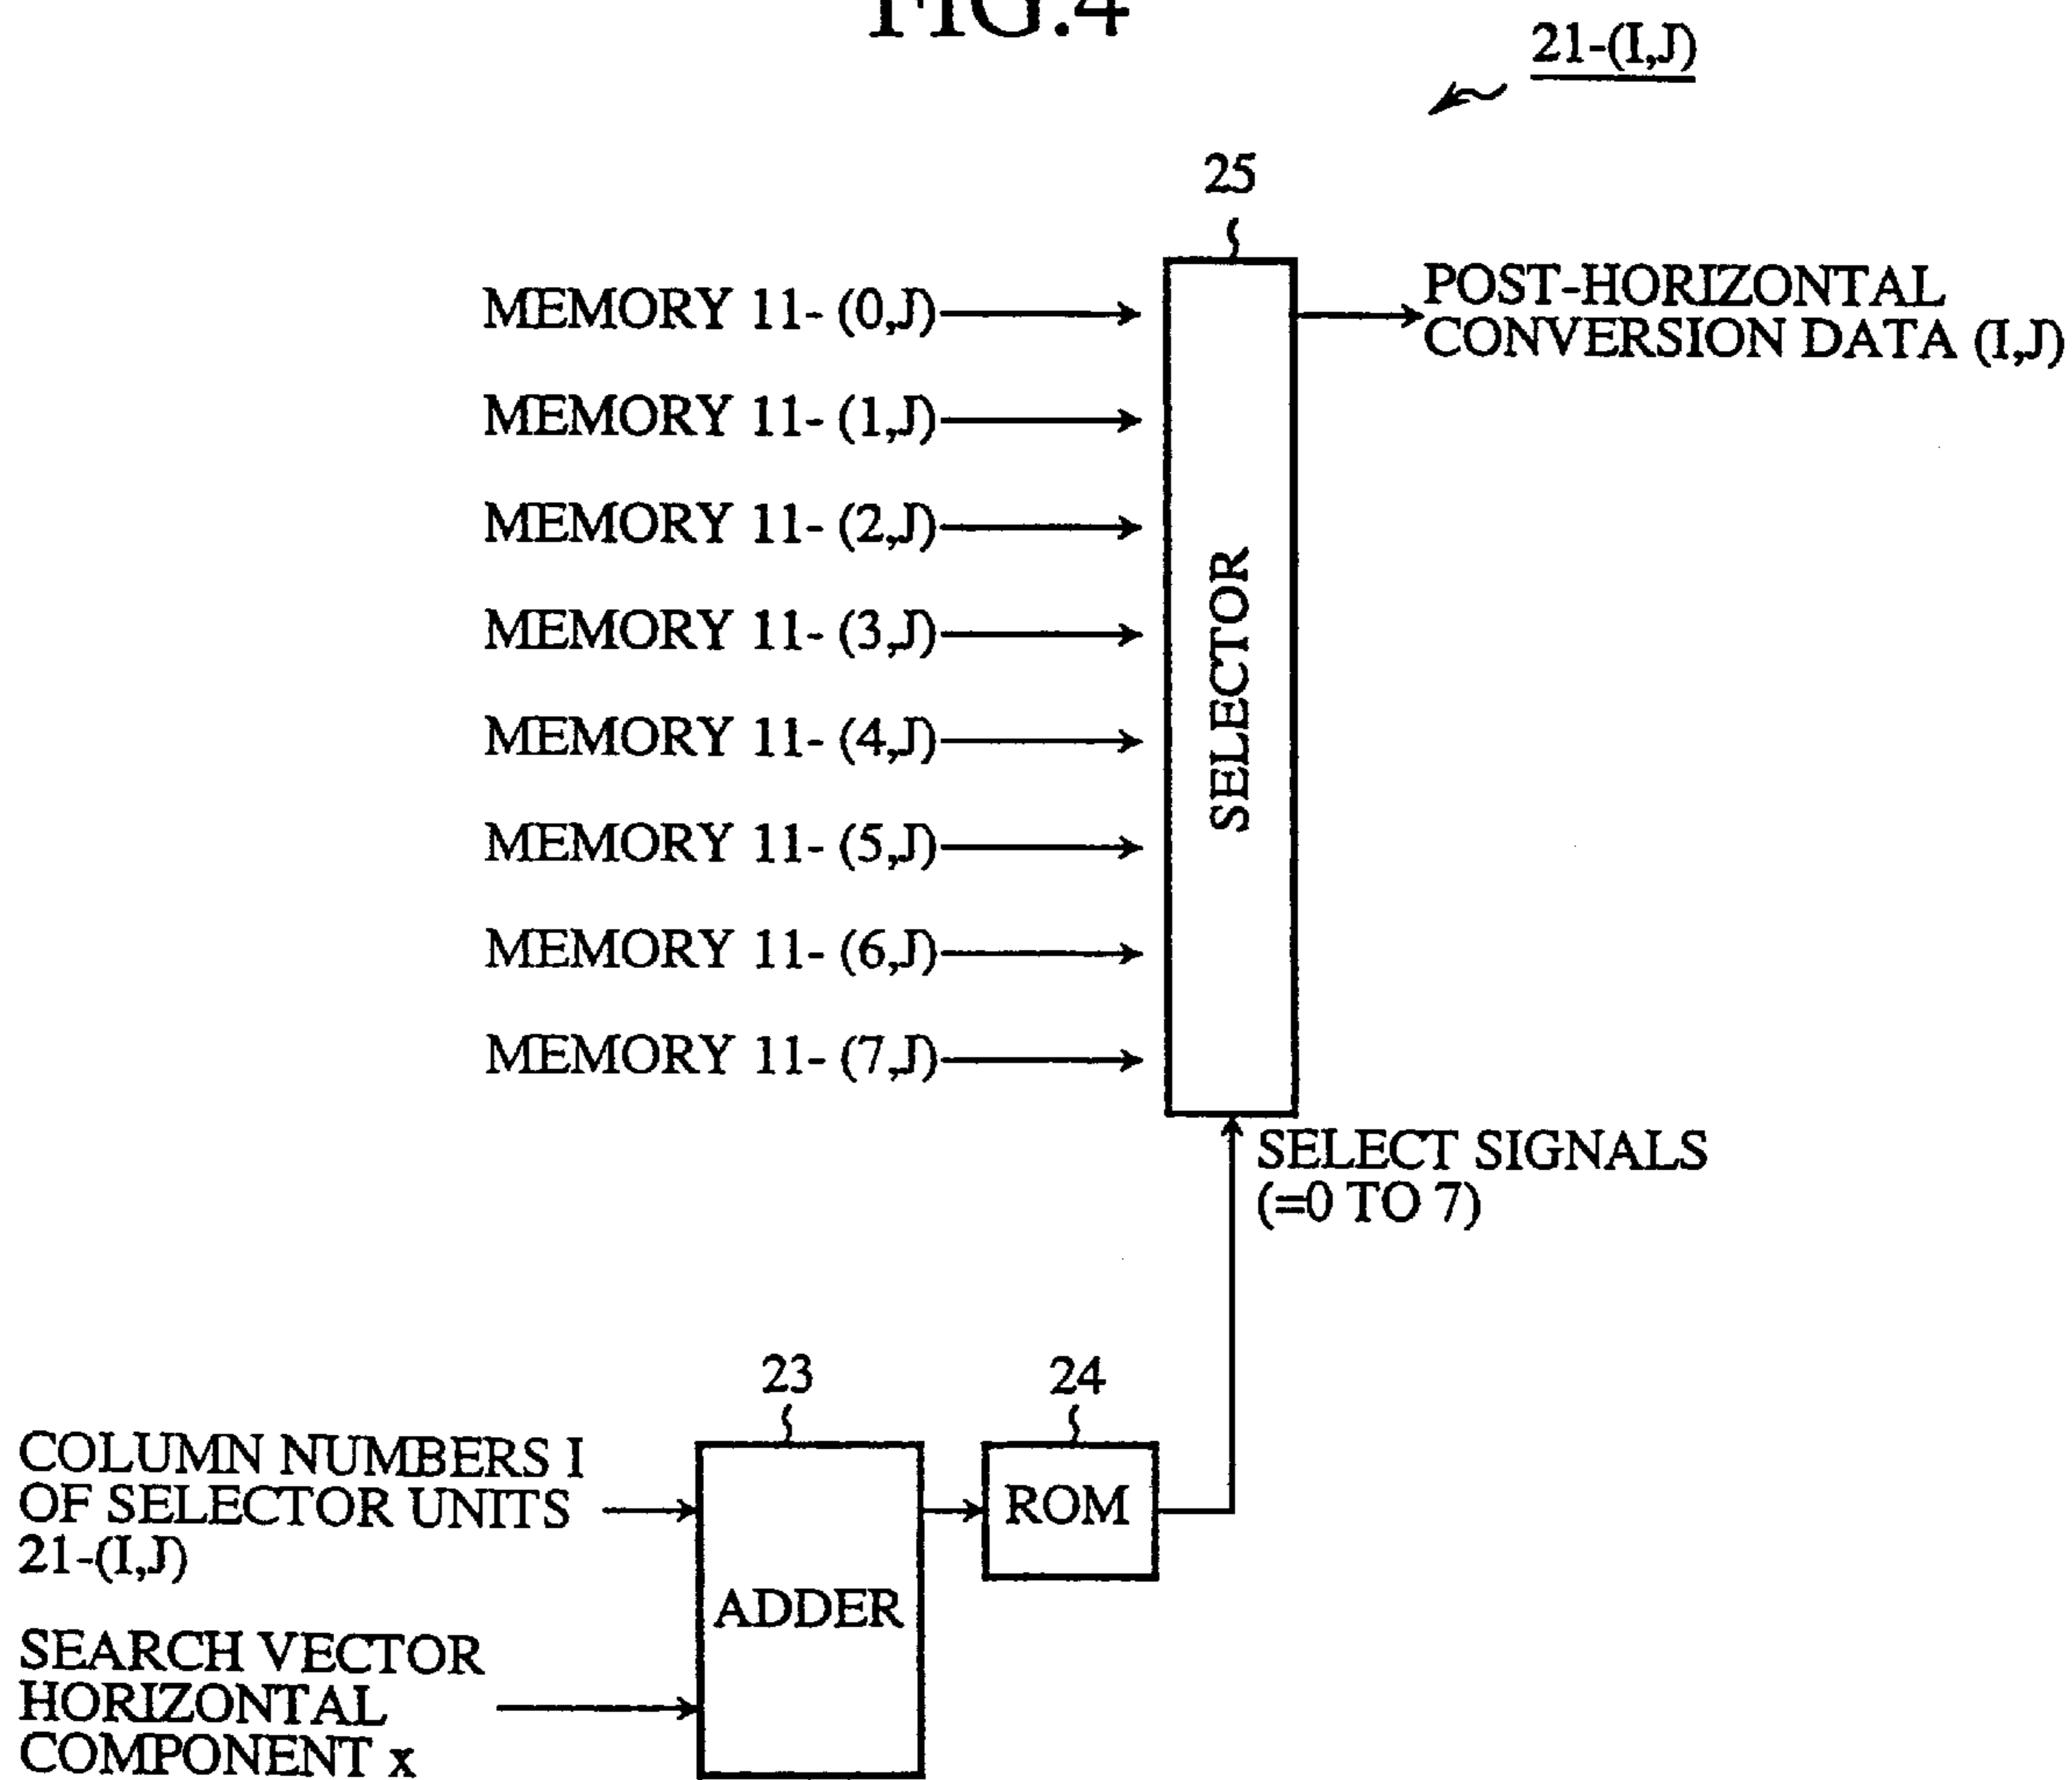 FIG.4
21-(I,J)
25
MEMORY 11- (0,J)
MEMORY 11- (1,J)
MEMORY 11- (2,J)
MEMORY 11- (3,J)
MEMORY 11- (4,J)
MEMORY 11- (5,J)
MEMORY 11- (6,J)
MEMORY 11- (7,J)
SELECTOR
POST-HORIZONTAL
CONVERSION DATA (I,J)
SELECT SIGNALS
(=0 TO 7)
23
24
COLUMN NUMBERS I
OF SELECTOR UNITS
21-(I,J)
ADDER
ROM
SEARCH VECTOR
HORIZONTAL
COMPONENT x